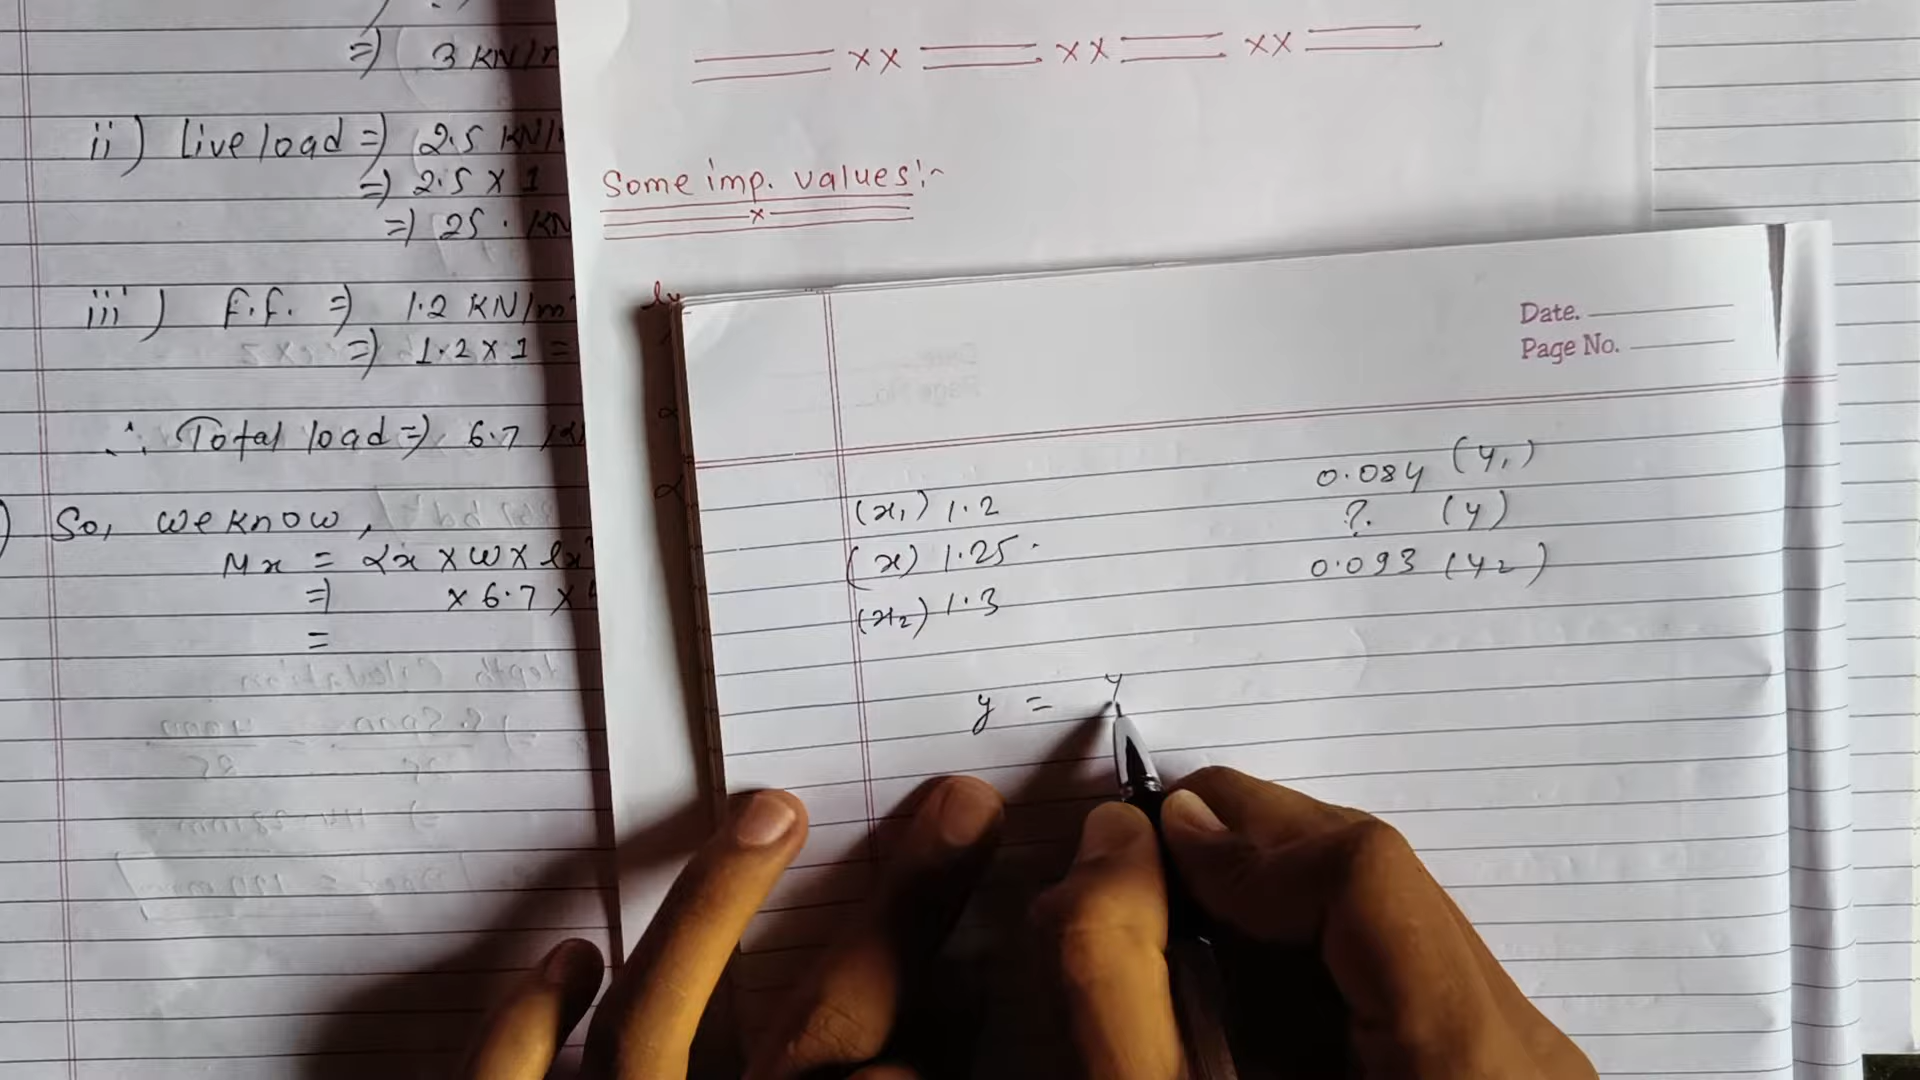 =) 3 KN/m
ii) Live load =) 2.5 KN/
=) 2.5 x 1
=) 25. KN
iii) F.F. =) 1.2 KN/m
=) 1.2 x 1 =
∴ Total load =) 6.7
So, we know,
Mx = αx x w x lx
=) x 6.7 x
=
xx xx xx
Some imp. values:-
x
Date.
Page No.
(x₁) 1.2 0.084 (y₁)
(x) 1.25. ?. (y)
(x₂) 1.3 0.093 (y₂)
y = y